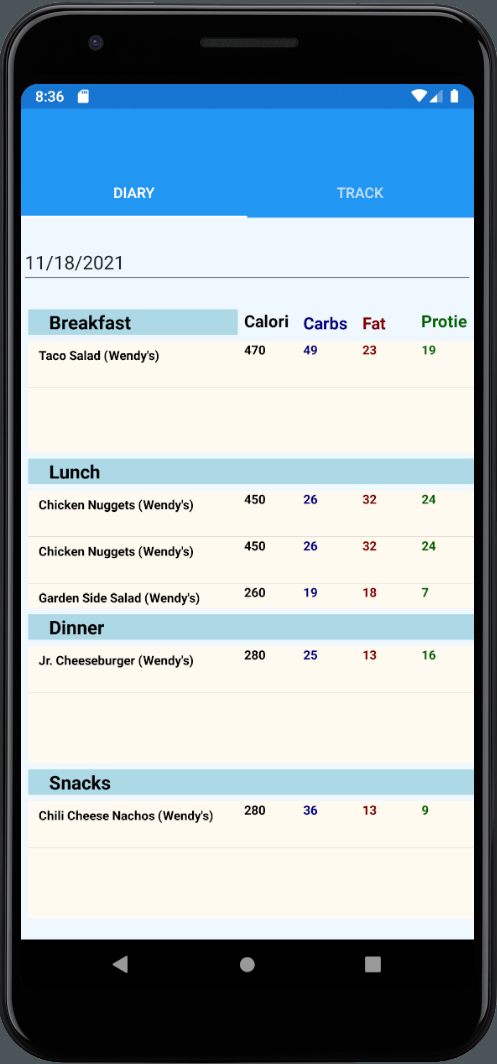 8:36
DIARY TRACK
11/18/2021
Breakfast Calori Carbs Fat Protie
Taco Salad (Wendy's) 470 49 23 19
Lunch
Chicken Nuggets (Wendy's) 450 26 32 24
Chicken Nuggets (Wendy's) 450 26 32 24
Garden Side Salad (Wendy's) 260 19 18 7
Dinner
Jr. Cheeseburger (Wendy's) 280 25 13 16
Snacks
Chili Cheese Nachos (Wendy's) 280 36 13 9